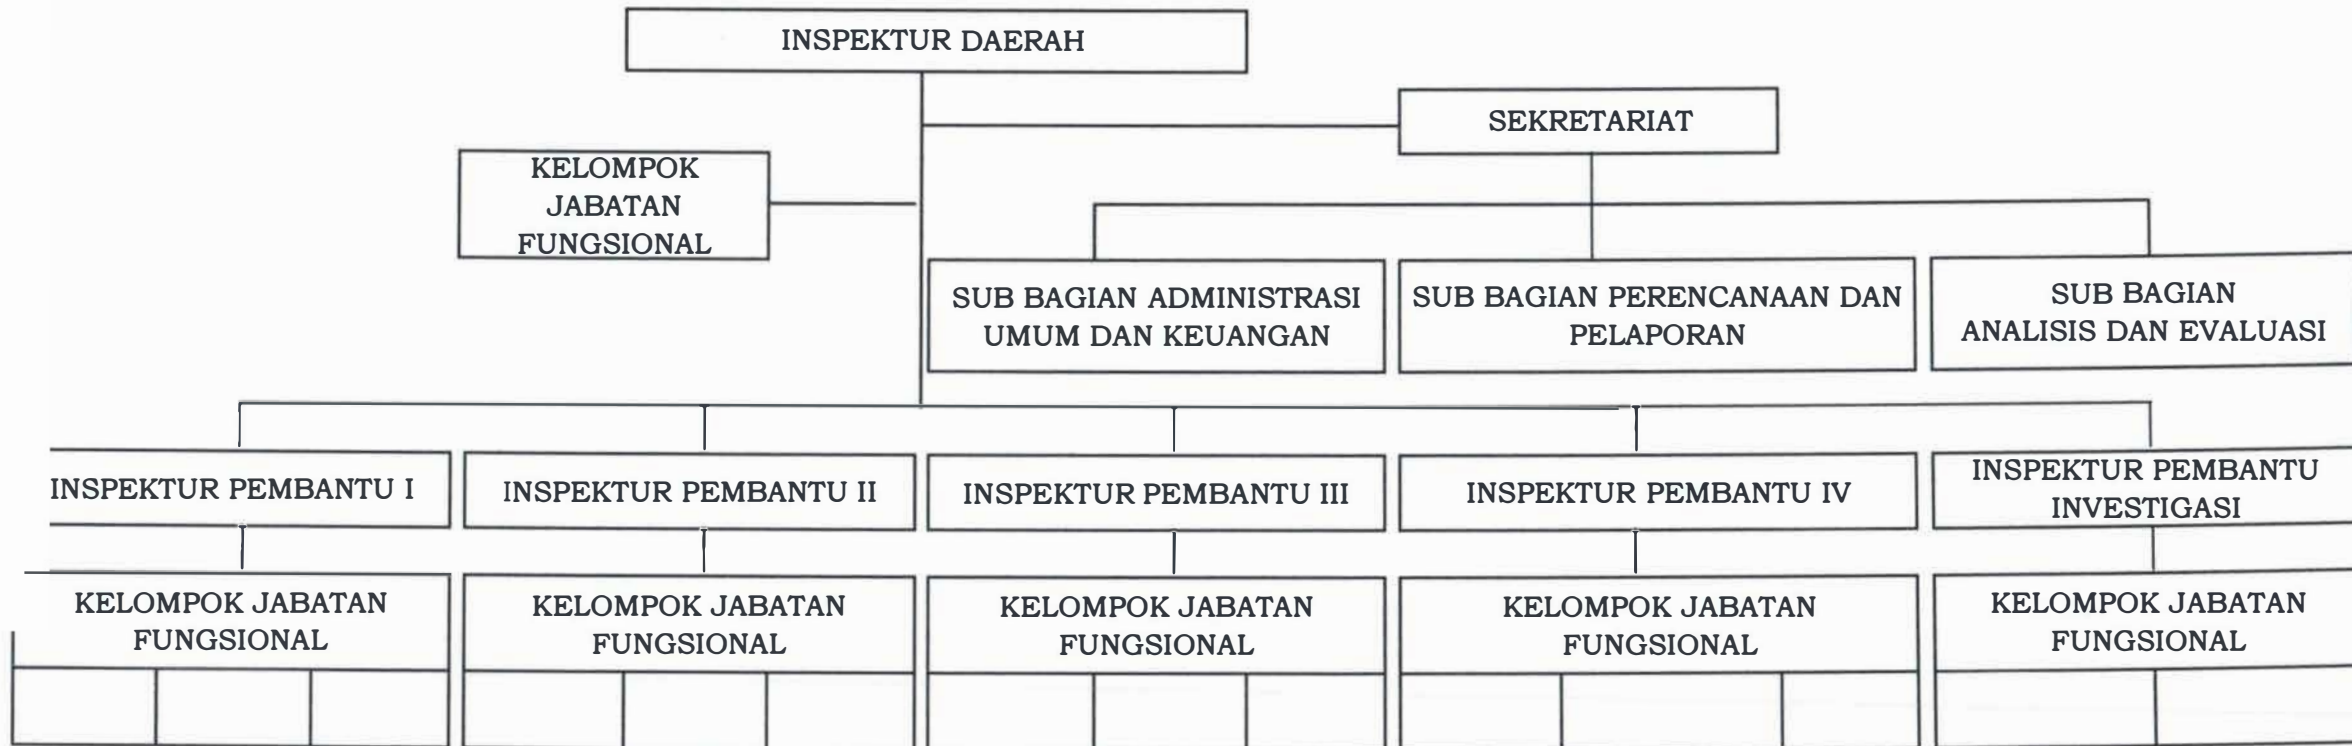 INSPEKTUR DAERAH
SEKRETARIAT
KELOMPOK
JABATAN
FUNGSIONAL
SUB BAGIAN ADMINISTRASI
UMUM DAN KEUANGAN
SUB BAGIAN PERENCANAAN DAN
PELAPORAN
SUB BAGIAN
ANALISIS DAN EVALUASI
INSPEKTUR PEMBANTU I
INSPEKTUR PEMBANTU II
INSPEKTUR PEMBANTU III
INSPEKTUR PEMBANTU IV
INSPEKTUR PEMBANTU
INVESTIGASI
KELOMPOK JABATAN
FUNGSIONAL
KELOMPOK JABATAN
FUNGSIONAL
KELOMPOK JABATAN
FUNGSIONAL
KELOMPOK JABATAN
FUNGSIONAL
KELOMPOK JABATAN
FUNGSIONAL